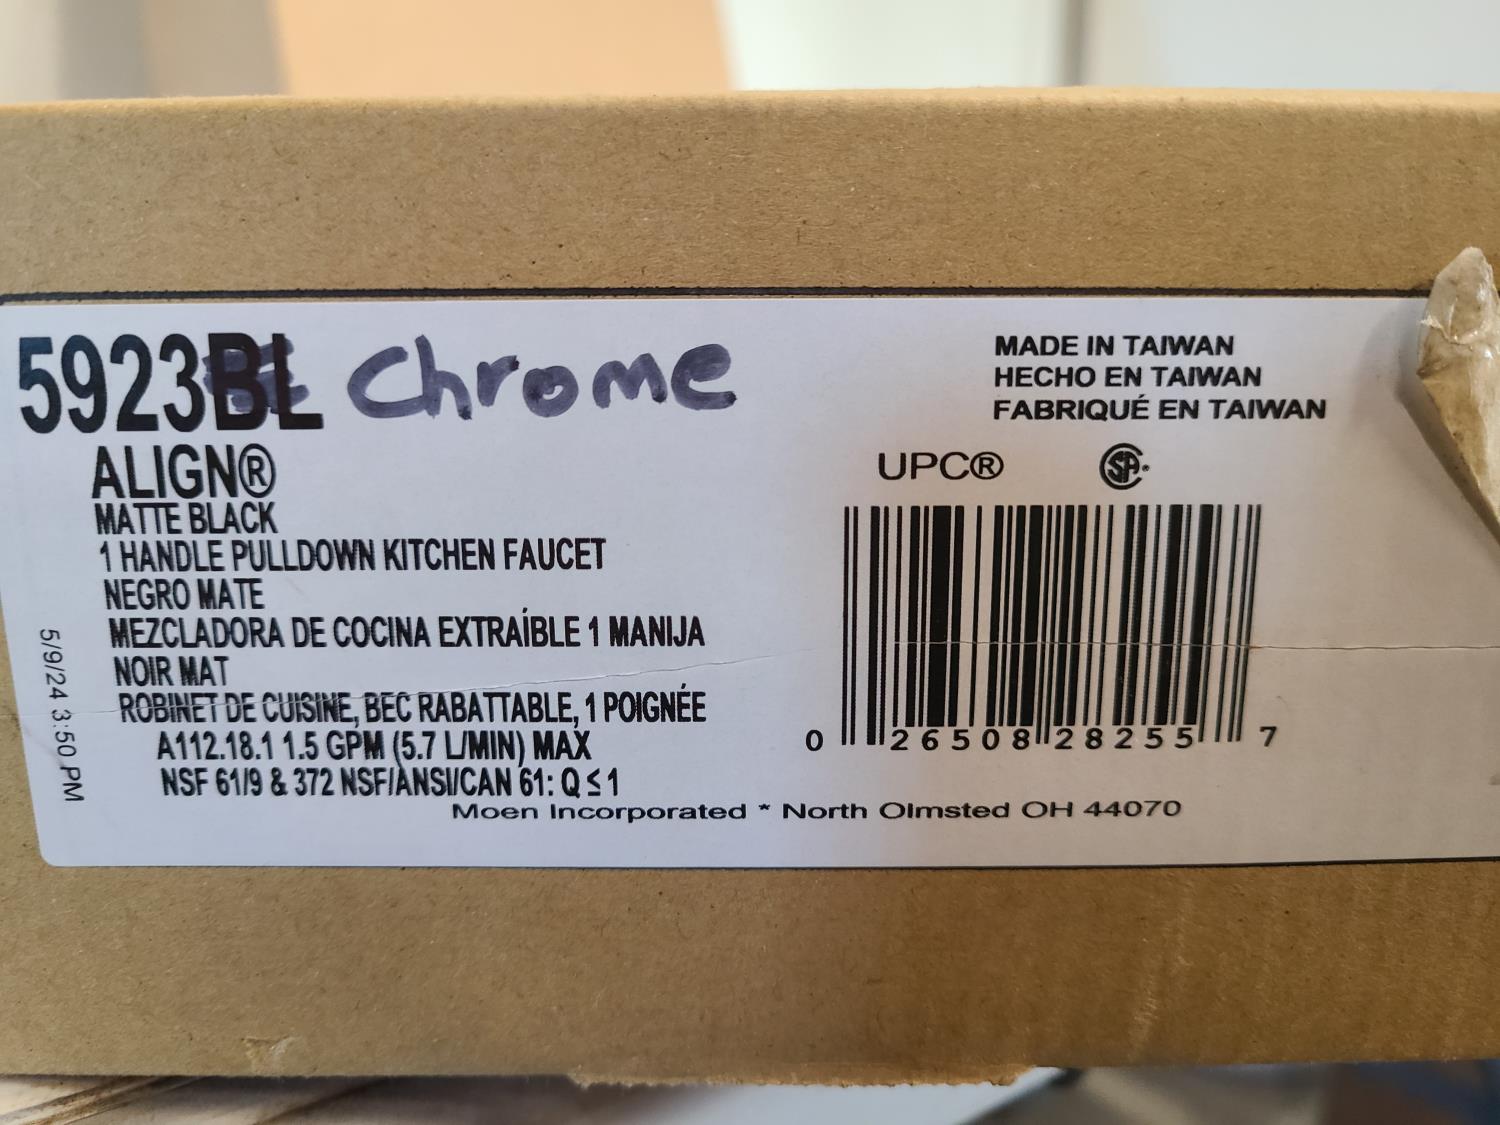 5923BL Chrome
ALIGN®
MATTE BLACK
1 HANDLE PULLDOWN KITCHEN FAUCET
NEGRO MATE
MEZCLADORA DE COCINA EXTRAÍBLE 1 MANIJA
NOIR MAT
ROBINET DE CUISINE, BEC RABATTABLE, 1 POIGNÉE
A112.18.1 1.5 GPM (5.7 L/MIN) MAX
NSF 61/9 & 372 NSF/ANSI/CAN 61: Q ≤ 1
5/9/24 3:50 PM
MADE IN TAIWAN
HECHO EN TAIWAN
FABRIQUÉ EN TAIWAN
UPC® SA
0 26508 28255 7
Moen Incorporated * North Olmsted OH 44070